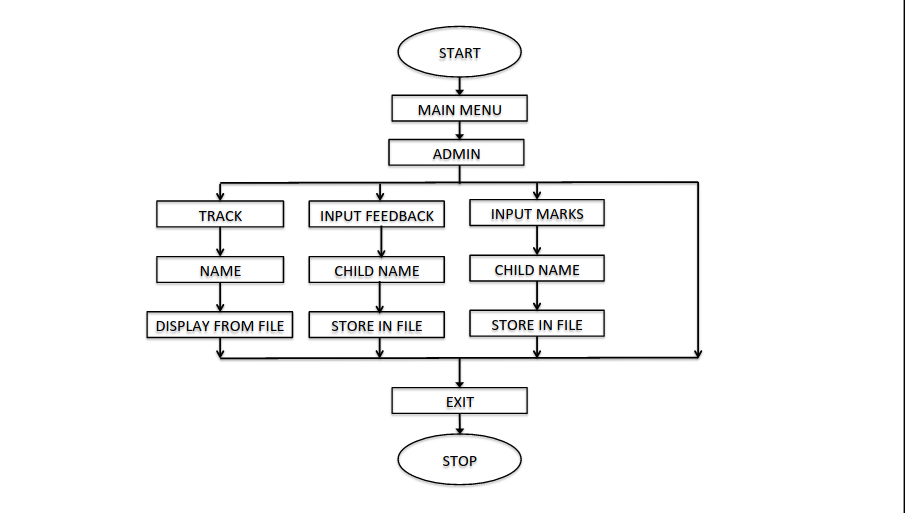 START
MAIN MENU
ADMIN
TRACK
INPUT FEEDBACK
INPUT MARKS
NAME
CHILD NAME
CHILD NAME
DISPLAY FROM FILE
STORE IN FILE
STORE IN FILE
EXIT
STOP